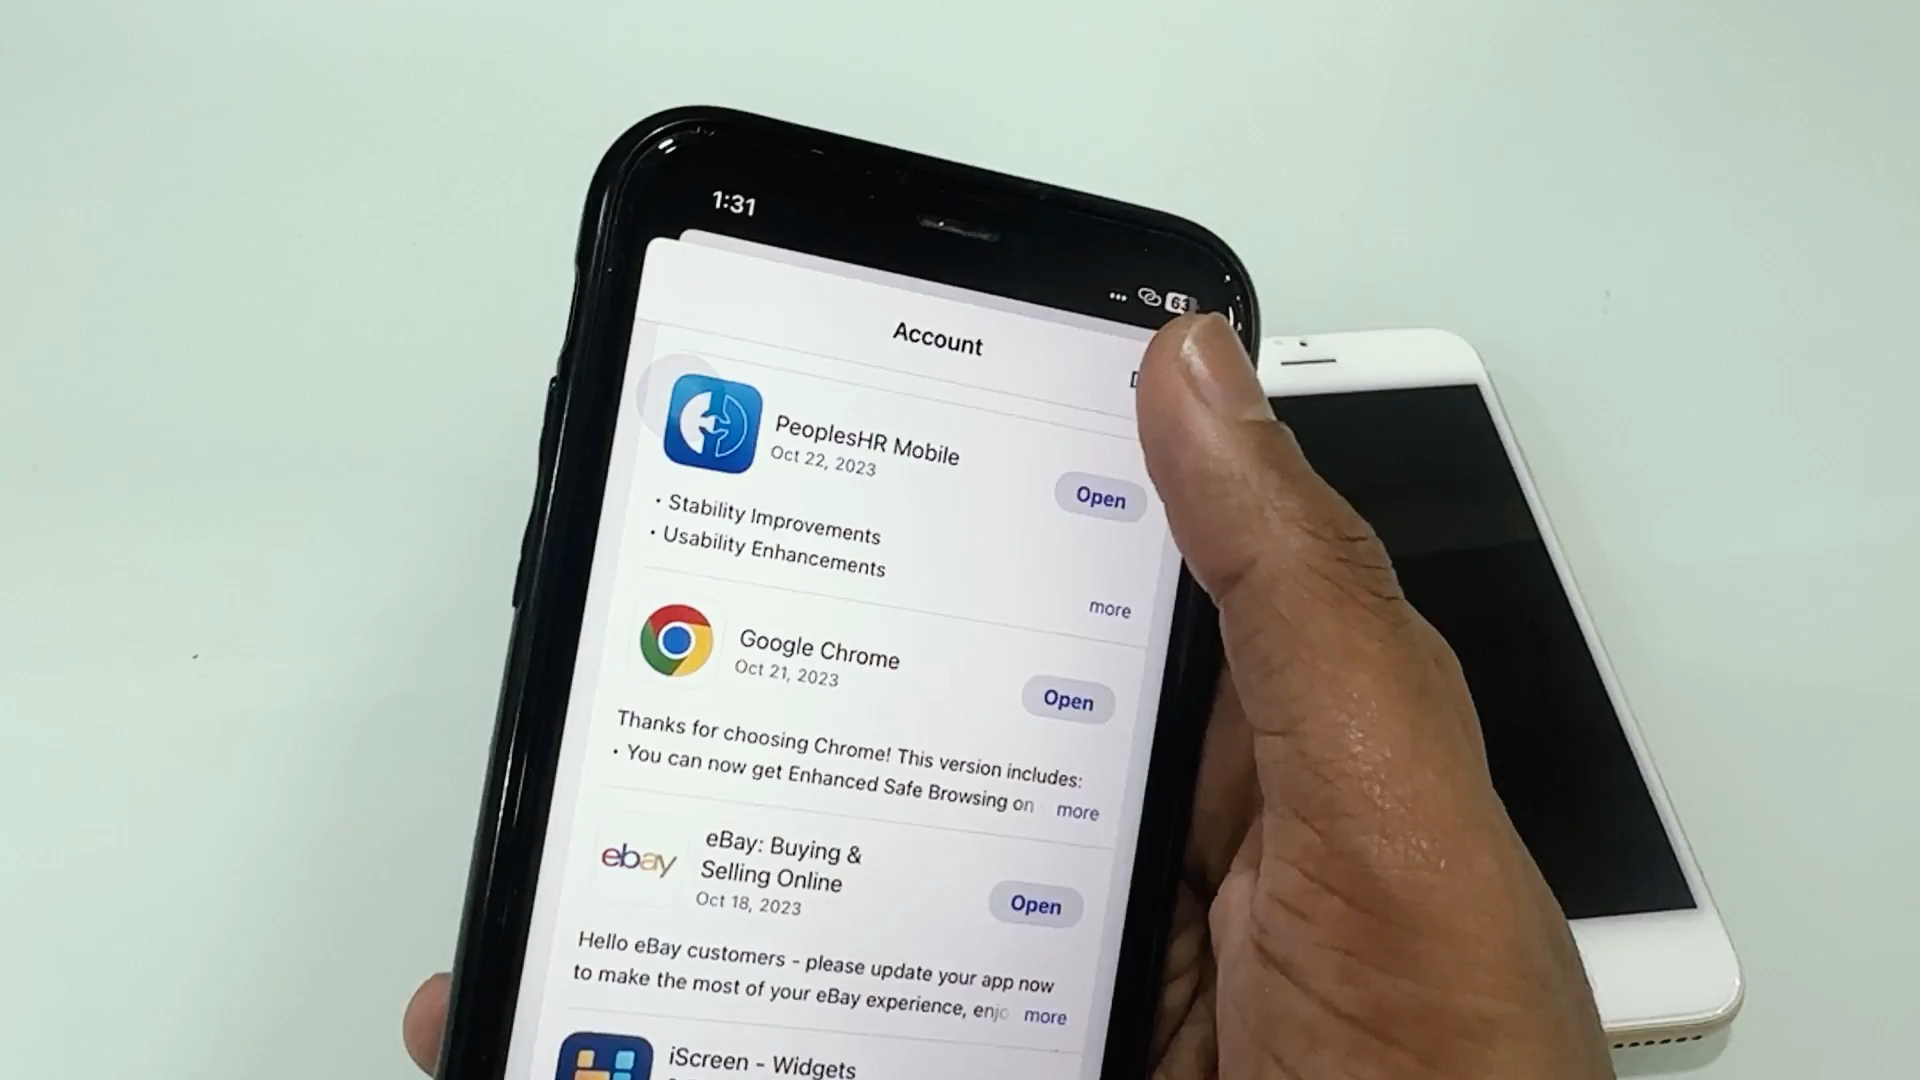 1:31
63
Account
PeoplesHR Mobile
Oct 22, 2023
Open
• Stability Improvements
• Usability Enhancements
more
Google Chrome
Oct 21, 2023
Open
Thanks for choosing Chrome! This version includes:
• You can now get Enhanced Safe Browsing on
more
ebay
eBay: Buying &
Selling Online
Oct 18, 2023
Open
Hello eBay customers - please update your app now
to make the most of your eBay experience, enjo
more
iScreen - Widgets